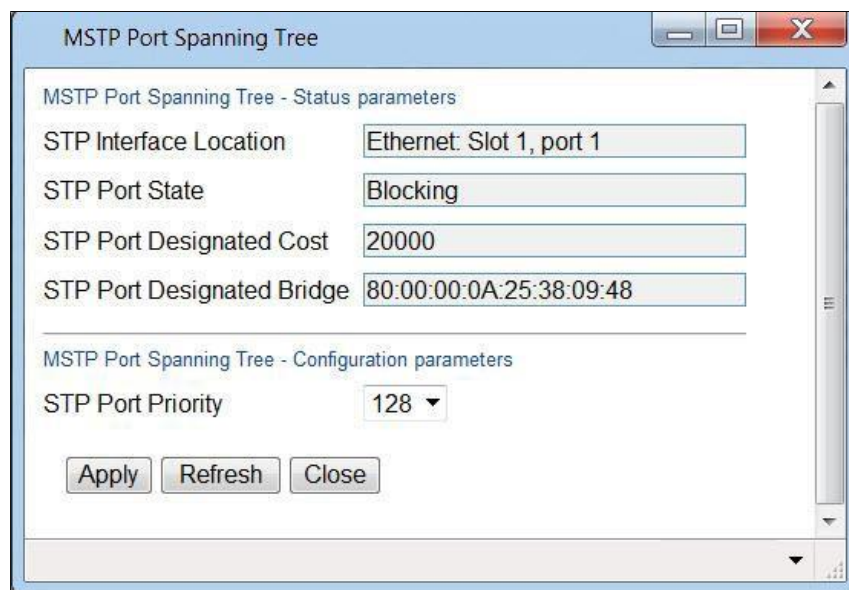 MSTP Port Spanning Tree
MSTP Port Spanning Tree - Status parameters
STP Interface Location Ethernet: Slot 1, port 1
STP Port State Blocking
STP Port Designated Cost 20000
STP Port Designated Bridge 80:00:00:0A:25:38:09:48
MSTP Port Spanning Tree - Configuration parameters
STP Port Priority 128
Apply Refresh Close